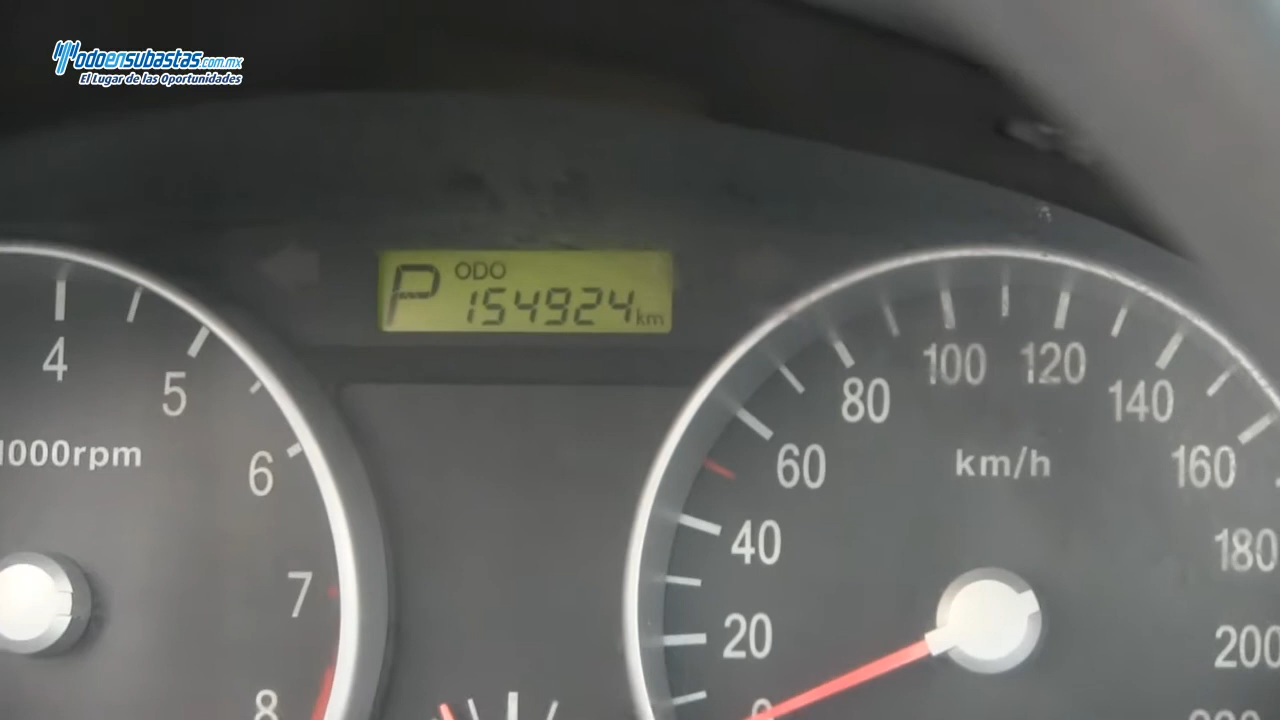 todoensubastas.com.mx
El Lugar de las Oportunidades
P ODO
154924 km
4
5
6
7
8
1000rpm
20
40
60
80
100
120
140
160
180
200
km/h